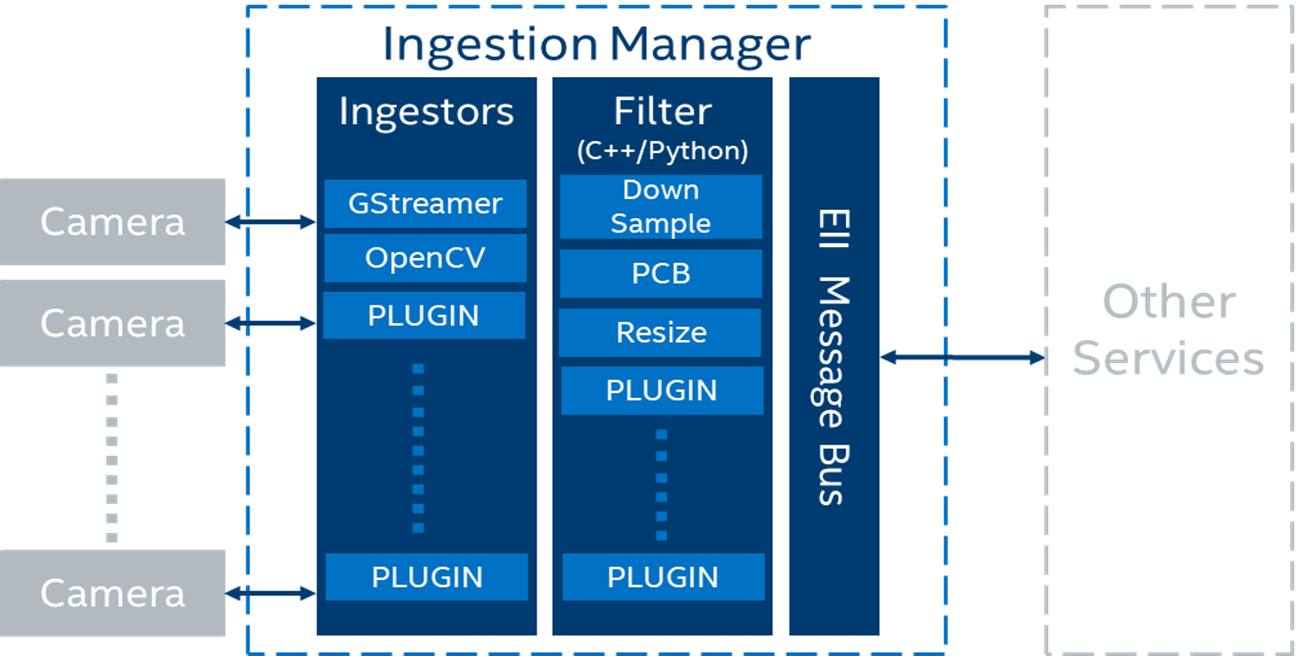 Ingestion Manager
Ingestors
GStreamer
OpenCV
PLUGIN
PLUGIN
Filter
(C++/Python)
Down
Sample
PCB
Resize
PLUGIN
PLUGIN
EII Message Bus
Camera
Camera
Camera
Other
Services